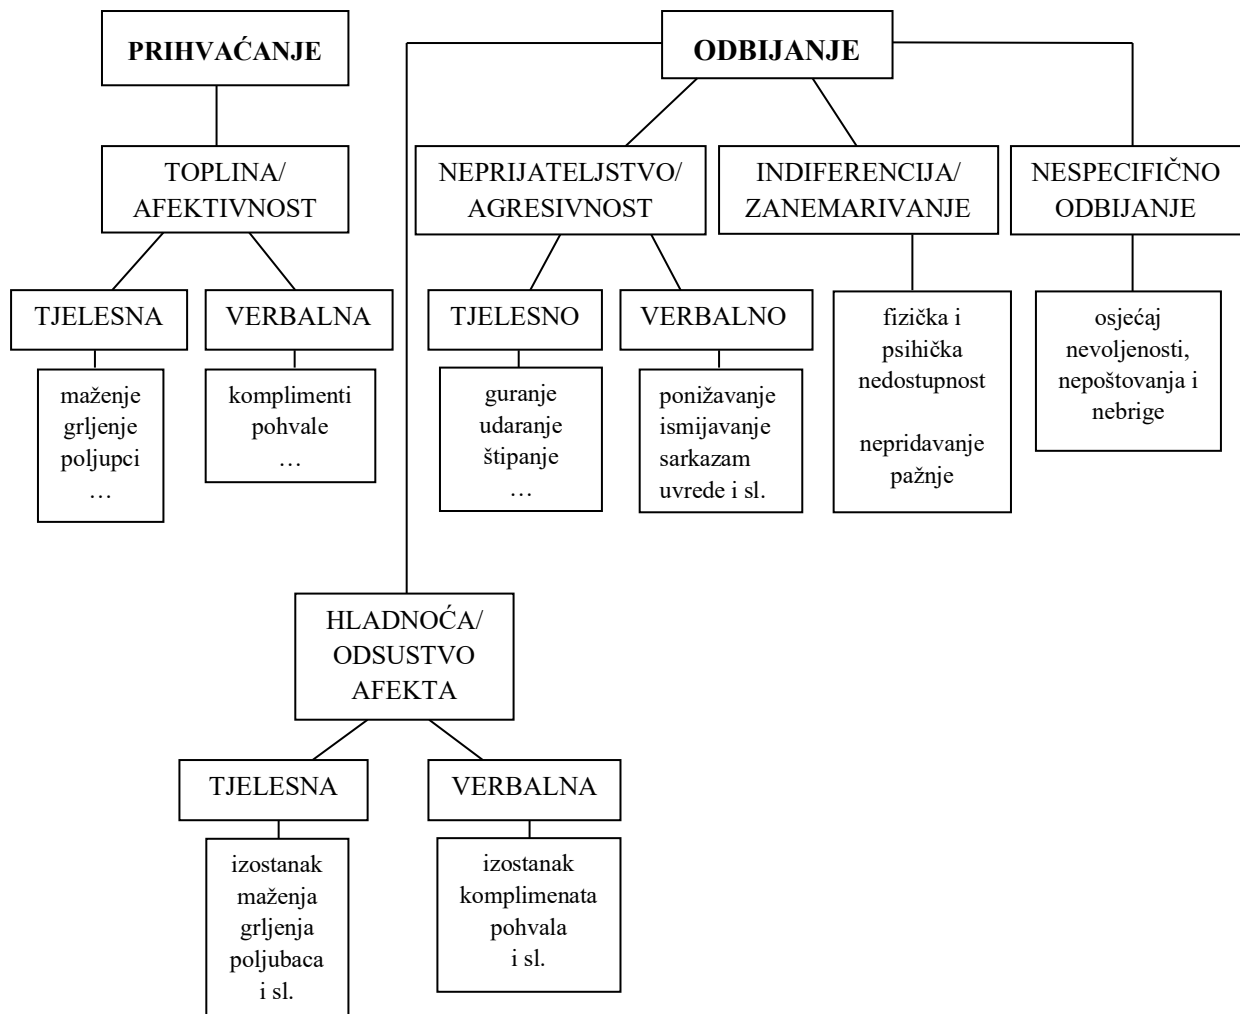 PRIHVAĆANJE
ODBIJANJE
TOPLINA/
AFEKTIVNOST
NEPRIJATELJSTVO/
AGRESIVNOST
INDIFERENCIJA/
ZANEMARIVANJE
NESPECIFIČNO
ODBIJANJE
TJELESNA
VERBALNA
TJELESNO
VERBALNO
maženje
grljenje
poljupci
…
komplimenti
pohvale
…
guranje
udaranje
štipanje
…
ponižavanje
ismijavanje
sarkazam
uvrede i sl.
fizička i
psihička
nedostupnost
nepridavanje
pažnje
osjećaj
nevoljenosti,
nepoštovanja i
nebrige
HLADNOĆA/
ODSUSTVO
AFEKTA
TJELESNA
VERBALNA
izostanak
maženja
grljenja
poljubaca
i sl.
izostanak
komplimenata
pohvala
i sl.